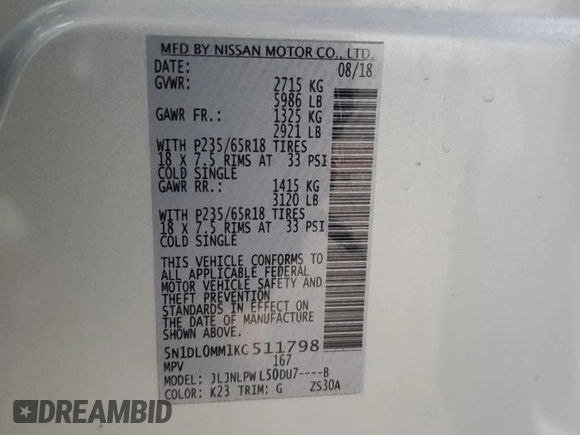 MFD BY NISSAN MOTOR CO., LTD.
DATE: 08/18
GVWR: 2715 KG
5986 LB
GAWR FR.: 1325 KG
2921 LB
WITH P235/65R18 TIRES
18 X 7.5 RIMS AT 33 PSI
COLD SINGLE
GAWR RR.: 1415 KG
3120 LB
WITH P235/65R18 TIRES
18 X 7.5 RIMS AT 33 PSI
COLD SINGLE
THIS VEHICLE CONFORMS TO
ALL APPLICABLE FEDERAL
MOTOR VEHICLE SAFETY AND
THEFT PREVENTION
STANDARDS IN EFFECT ON
THE DATE OF MANUFACTURE
SHOWN ABOVE.
5N1DL0MM1KC511798
MPV 167
MODEL: JLJNLPWL50DU7----B
COLOR: K23 TRIM: G ZS30A
DREAMBID